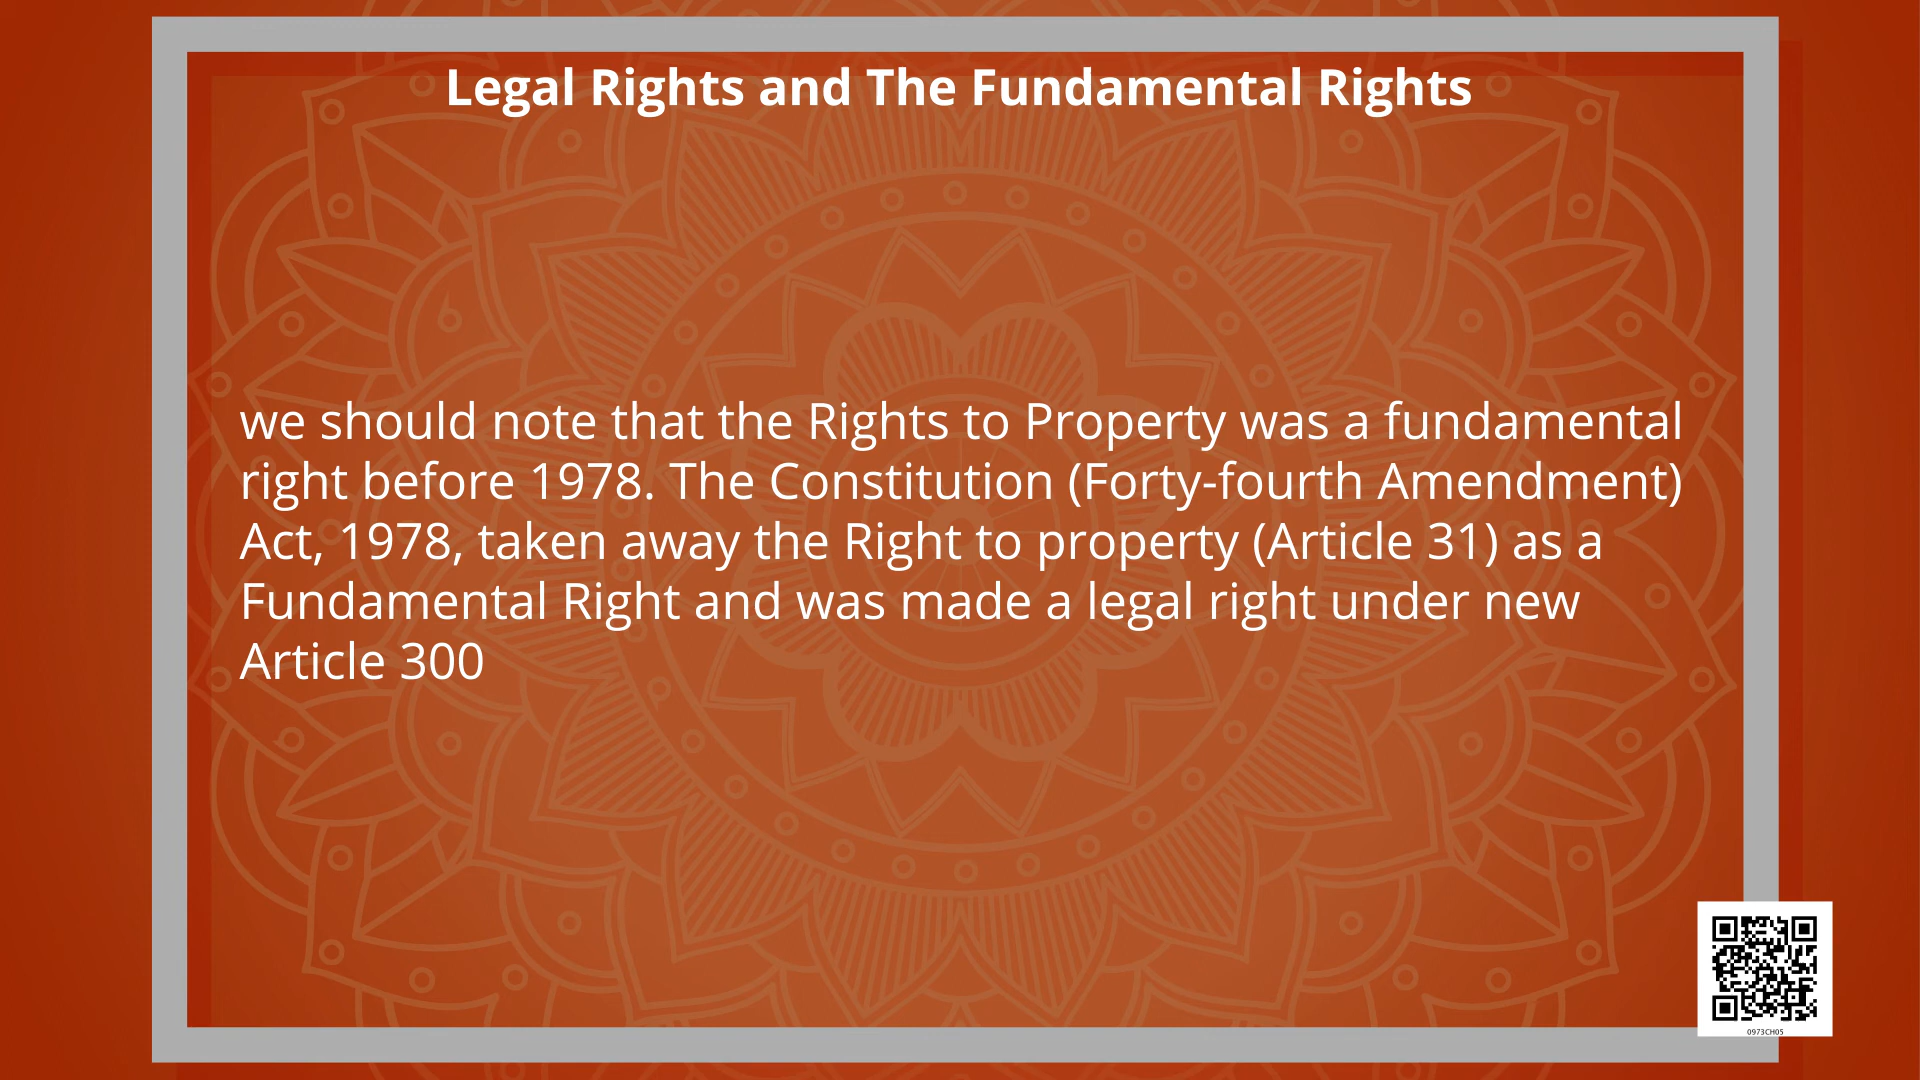 Legal Rights and The Fundamental Rights
we should note that the Rights to Property was a fundamental
right before 1978. The Constitution (Forty-fourth Amendment)
Act, 1978, taken away the Right to property (Article 31) as a
Fundamental Right and was made a legal right under new
Article 300
0973CH05